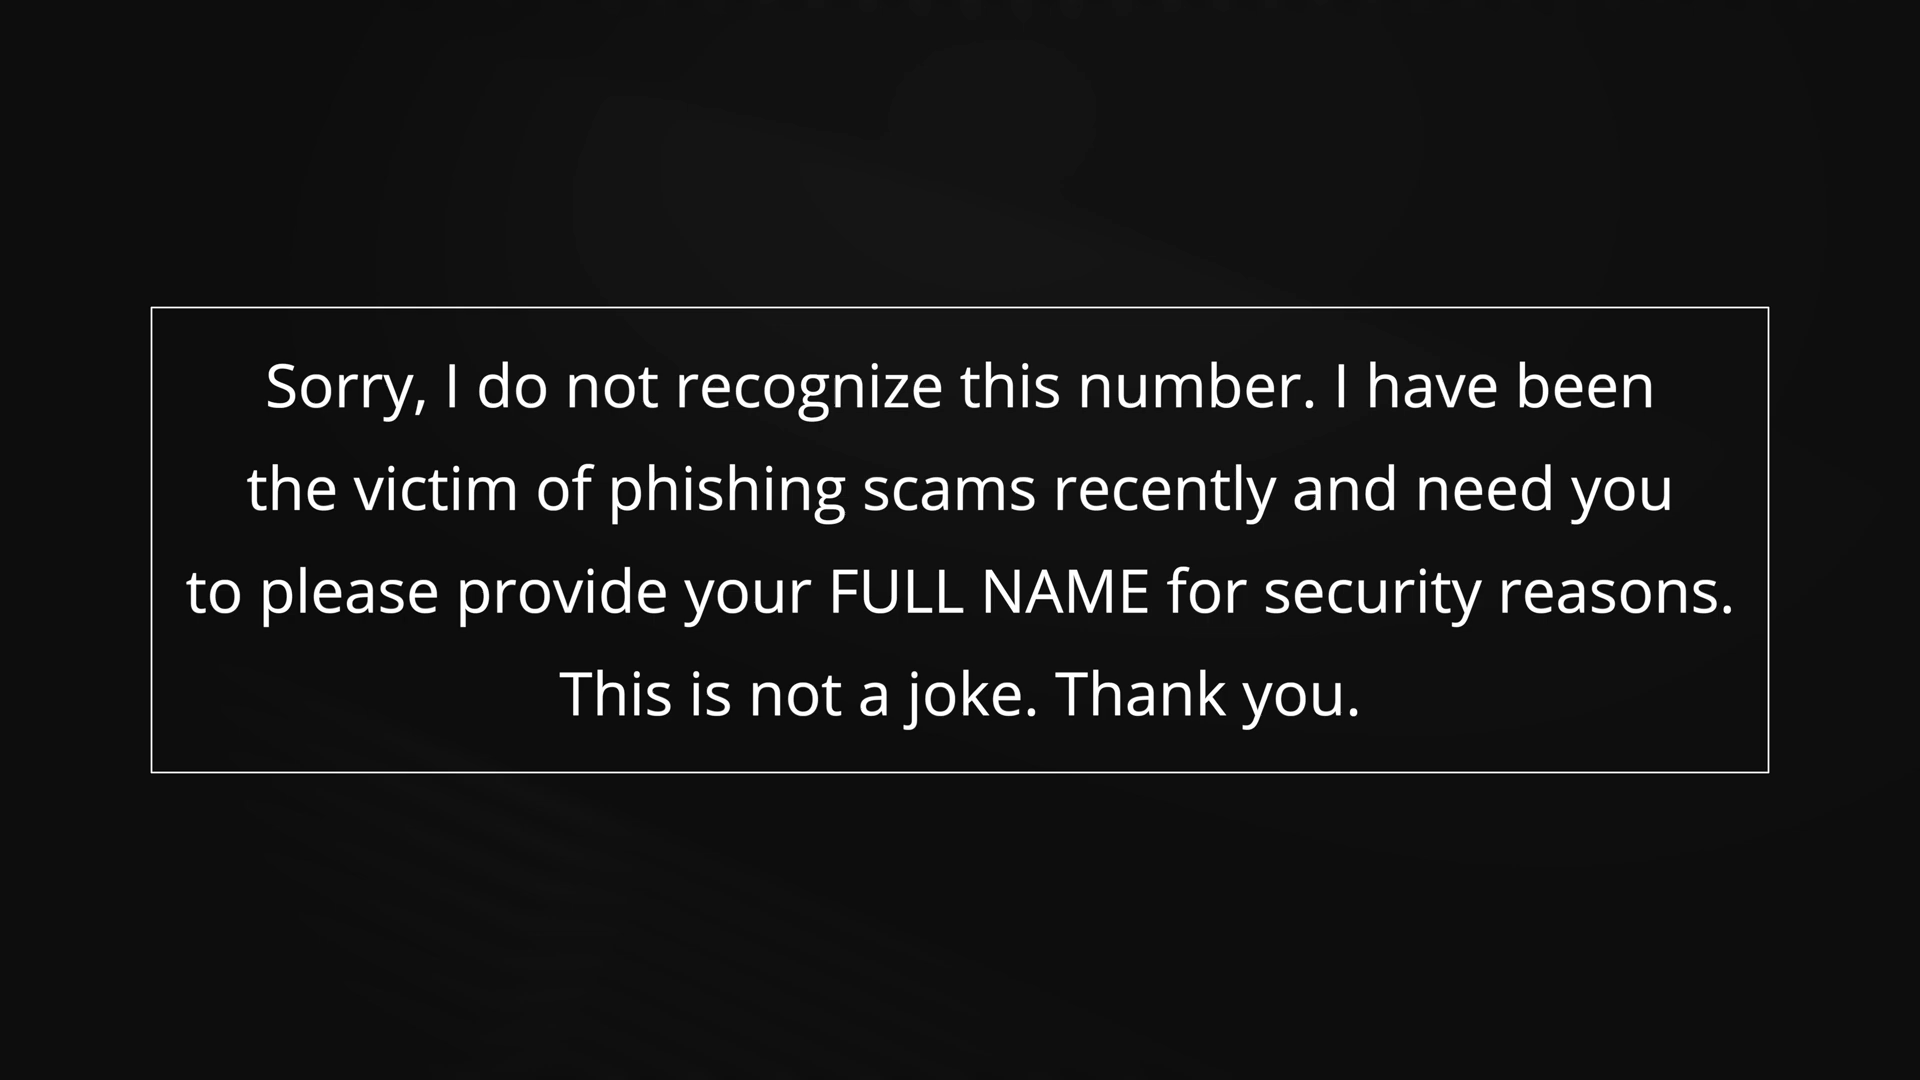 Sorry, I do not recognize this number. I have been
the victim of phishing scams recently and need you
to please provide your FULL NAME for security reasons.
This is not a joke. Thank you.